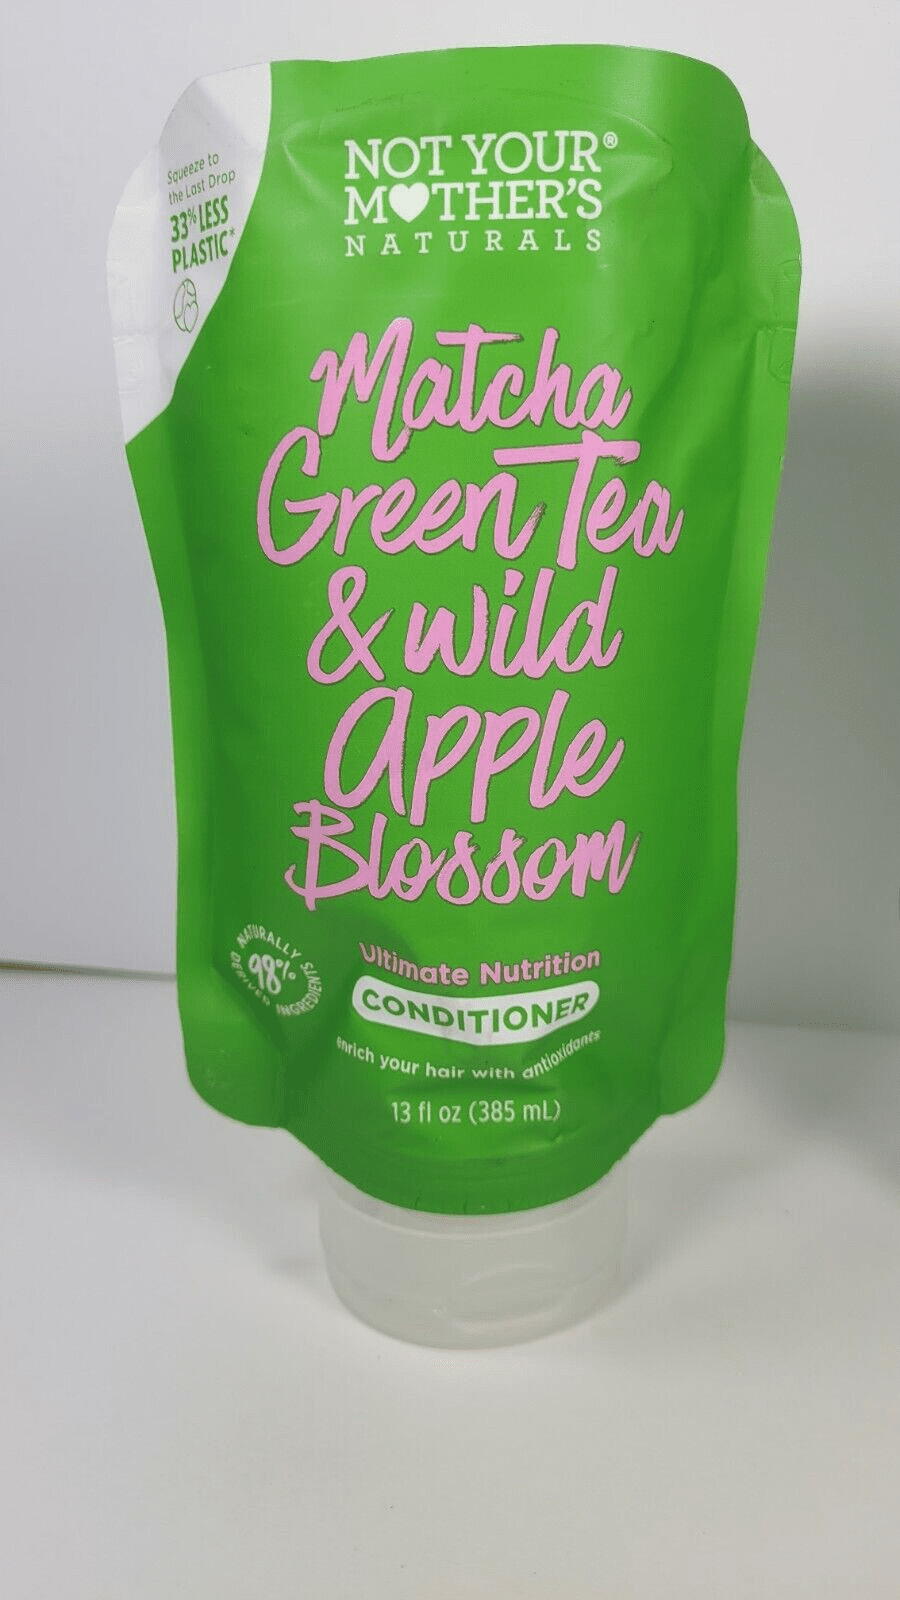 Squeeze to
the Last Drop
33% LESS
PLASTIC*
NOT YOUR®
MOTHER'S
NATURALS
Matcha
Green Tea
& Wild
Apple
Blossom
NATURALLY
98%
DERIVED INGREDIENTS
Ultimate Nutrition
CONDITIONER
enrich your hair with antioxidants
13 fl oz (385 mL)